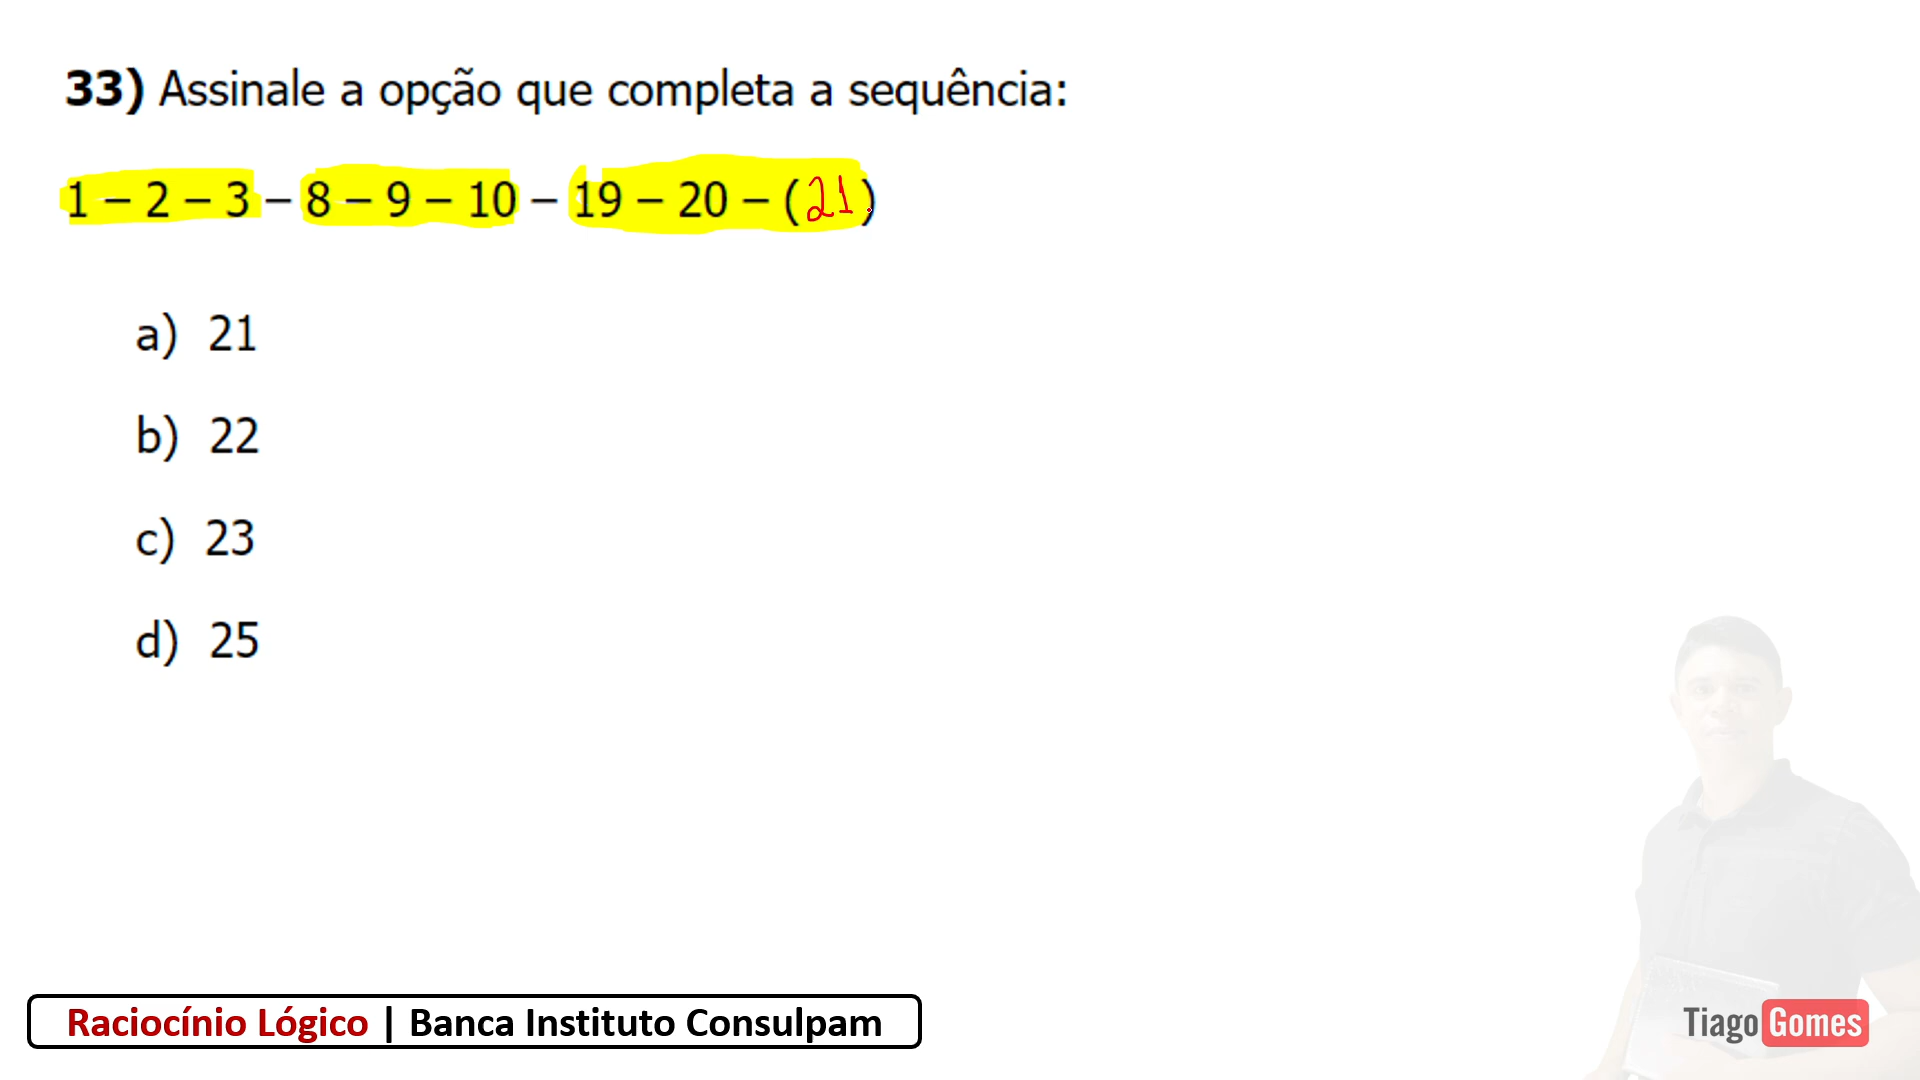 33) Assinale a opção que completa a sequência:
1 – 2 – 3 – 8 – 9 – 10 – 19 – 20 – (21)
a) 21
b) 22
c) 23
d) 25
Raciocínio Lógico | Banca Instituto Consulpam
Tiago Gomes